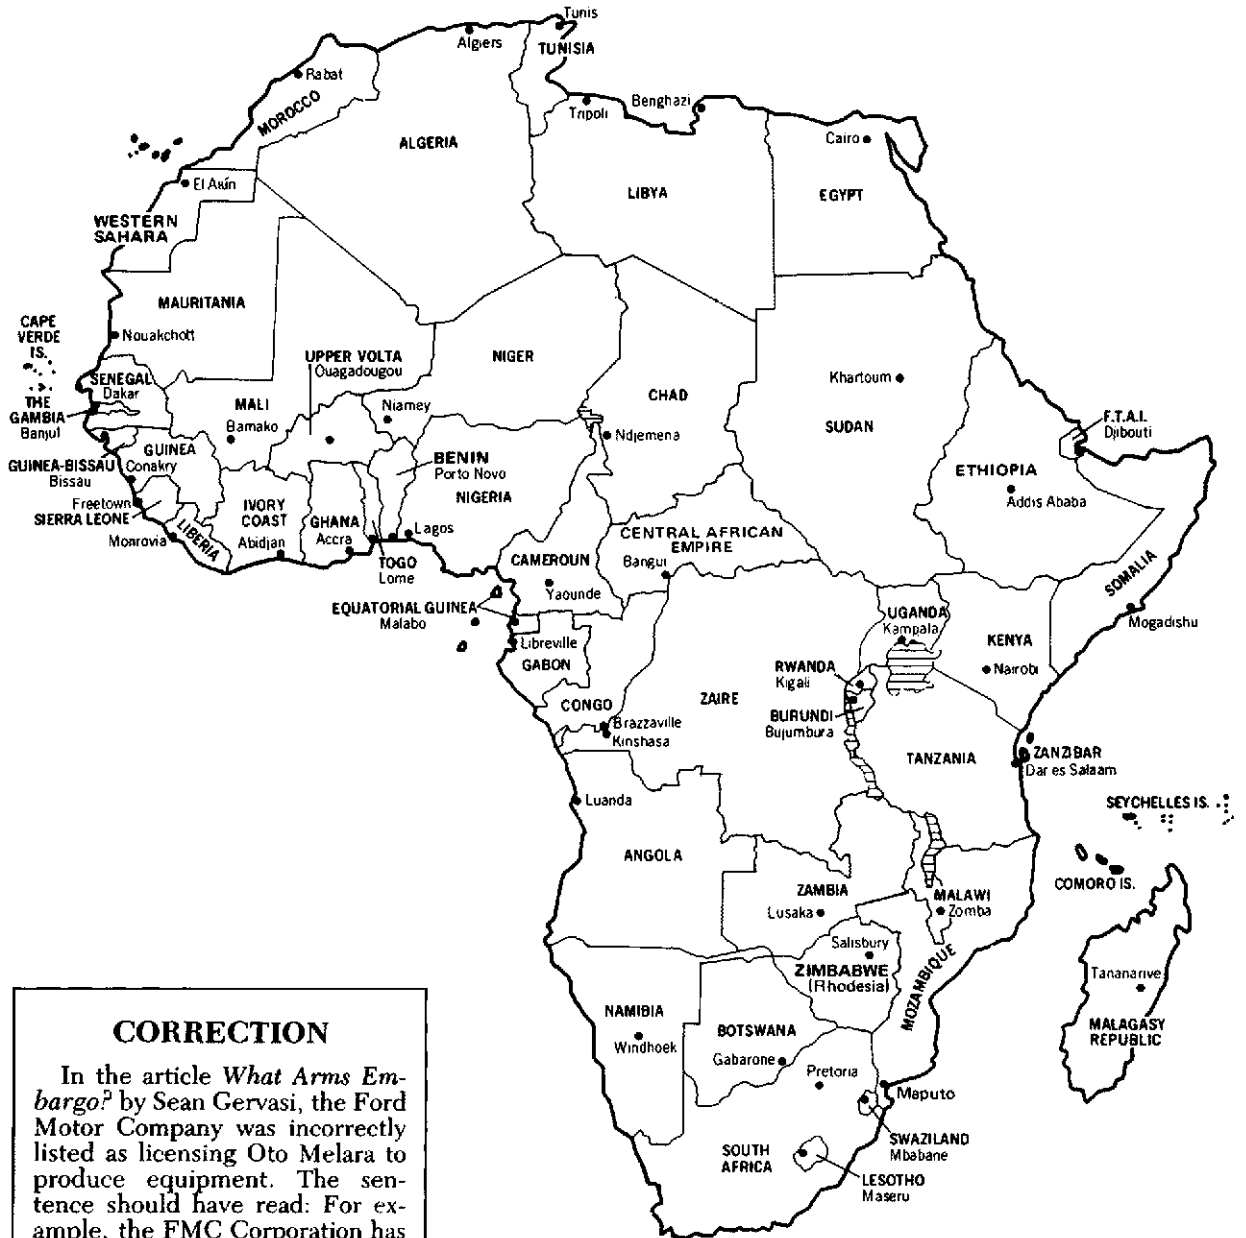 Tunis
Algiers
TUNISIA
Rabat
MOROCCO
Tripoli
Benghazi
Cairo
ALGERIA
LIBYA
EGYPT
El Aiún
WESTERN
SAHARA
MAURITANIA
CAPE
VERDE
IS.
Nouakchott
UPPER VOLTA
Ouagadougou
NIGER
SENEGAL
Dakar
THE
GAMBIA
Banjul
MALI
Bamako
Niamey
CHAD
Ndjemena
Khartoum
SUDAN
F.T.A.I.
Djibouti
GUINEA
Conakry
GUINEA-BISSAU
Bissau
BENIN
Porto Novo
NIGERIA
ETHIOPIA
Addis Ababa
Freetown
SIERRA LEONE
LIBERIA
Monrovia
IVORY
COAST
Abidjan
GHANA
Accra
TOGO
Lome
Lagos
CAMEROUN
Yaounde
CENTRAL AFRICAN
EMPIRE
Bangui
SOMALIA
Mogadishu
EQUATORIAL GUINEA
Malabo
Libreville
GABON
UGANDA
Kampala
KENYA
Nairobi
CONGO
Brazzaville
Kinshasa
ZAIRE
RWANDA
Kigali
BURUNDI
Bujumbura
TANZANIA
ZANZIBAR
Dar es Salaam
SEYCHELLES IS.
Luanda
ANGOLA
COMORO IS.
ZAMBIA
Lusaka
MALAWI
Zomba
Salisbury
ZIMBABWE
(Rhodesia)
MOZAMBIQUE
Tananarive
MALAGASY
REPUBLIC
NAMIBIA
Windhoek
BOTSWANA
Gabarone
Pretoria
Maputo
SWAZILAND
Mbabane
SOUTH
AFRICA
LESOTHO
Maseru
CORRECTION
In the article What Arms Em-
bargo? by Sean Gervasi, the Ford
Motor Company was incorrectly
listed as licensing Oto Melara to
produce equipment. The sen-
tence should have read: For ex-
ample, the FMC Corporation has